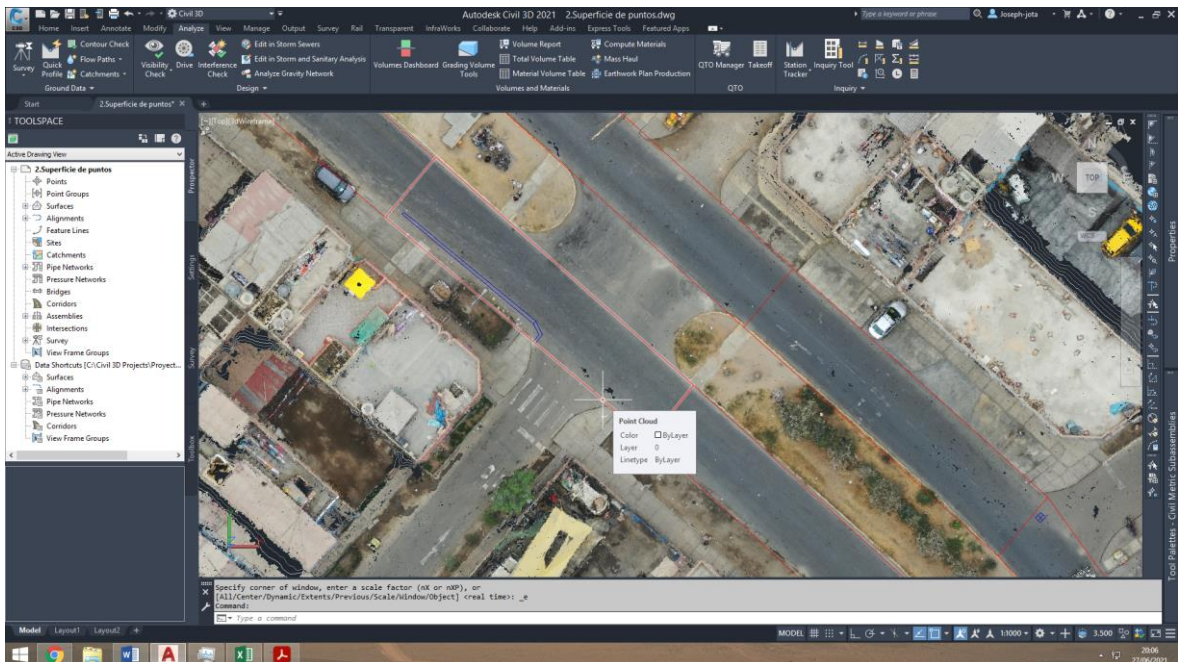 Civil 3D
Autodesk Civil 3D 2021 2.Superficie de puntos.dwg
Type a keyword or phrase
Joseph-jota
Home Insert Annotate Modify Analyze View Manage Output Survey Rail Transparent InfraWorks Collaborate Help Add-ins Express Tools Featured Apps
Survey
Quick Profile
Contour Check
Flow Paths
Catchments
Ground Data
Visibility Check
Drive
Interference Check
Edit in Storm Sewers
Edit in Storm and Sanitary Analysis
Analyze Gravity Network
Design
Volumes Dashboard
Grading Volume Tools
Volume Report
Total Volume Table
Material Volume Table
Compute Materials
Mass Haul
Earthwork Plan Production
Volumes and Materials
QTO Manager
Takeoff
QTO
Station Tracker
Inquiry Tool
Inquiry
Start
2.Superficie de puntos*
TOOLSPACE
Active Drawing View
2.Superficie de puntos
Points
Point Groups
Surfaces
Alignments
Feature Lines
Sites
Catchments
Pipe Networks
Pressure Networks
Bridges
Corridors
Assemblies
Intersections
Survey
View Frame Groups
Data Shortcuts [C:\Civil 3D Projects\Proyect...
Surfaces
Alignments
Pipe Networks
Pressure Networks
Corridors
View Frame Groups
Prospector
Settings
Survey
Toolbox
[-][Top][2dWireframe]
W
TOP
S
WCS
Point Cloud
Color ByLayer
Layer 0
Linetype ByLayer
Properties
Tool Palettes - Civil Metric Subassemblies
Specify corner of window, enter a scale factor (nX or nXP), or
[All/Center/Dynamic/Extents/Previous/Scale/Window/Object] <real time>: _e
Command:
Type a command
Model Layout1 Layout2 +
MODEL
1:1000
3.500
20:06
27/06/2021